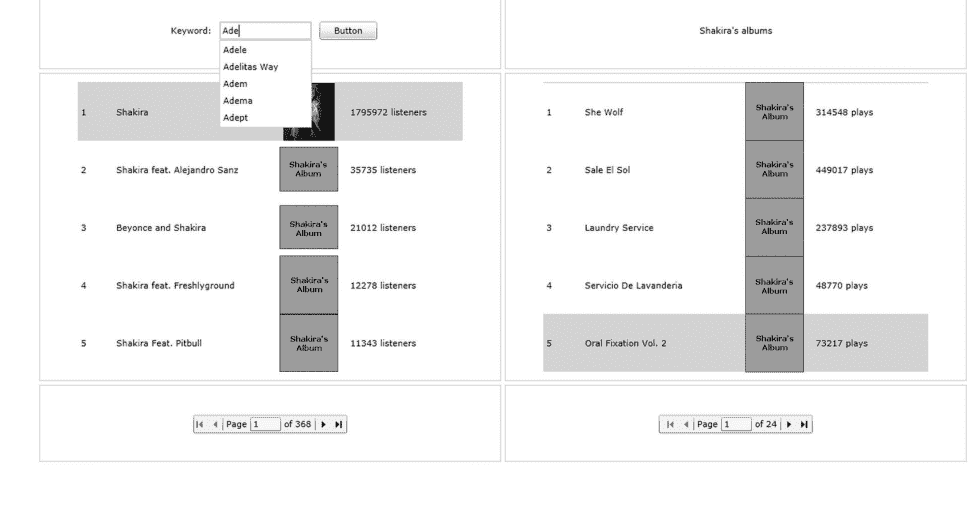 Keyword: Ade Button
Adele
Adelitas Way
Adem
Adema
Adept
1 Shakira 1795972 listeners
2 Shakira feat. Alejandro Sanz Shakira's Album 35735 listeners
3 Beyonce and Shakira Shakira's Album 21012 listeners
4 Shakira feat. Freshlyground Shakira's Album 12278 listeners
5 Shakira Feat. Pitbull Shakira's Album 11343 listeners
Page 1 of 368
Shakira's albums
1 She Wolf Shakira's Album 314548 plays
2 Sale El Sol Shakira's Album 449017 plays
3 Laundry Service Shakira's Album 237893 plays
4 Servicio De Lavanderia Shakira's Album 48770 plays
5 Oral Fixation Vol. 2 Shakira's Album 73217 plays
Page 1 of 24